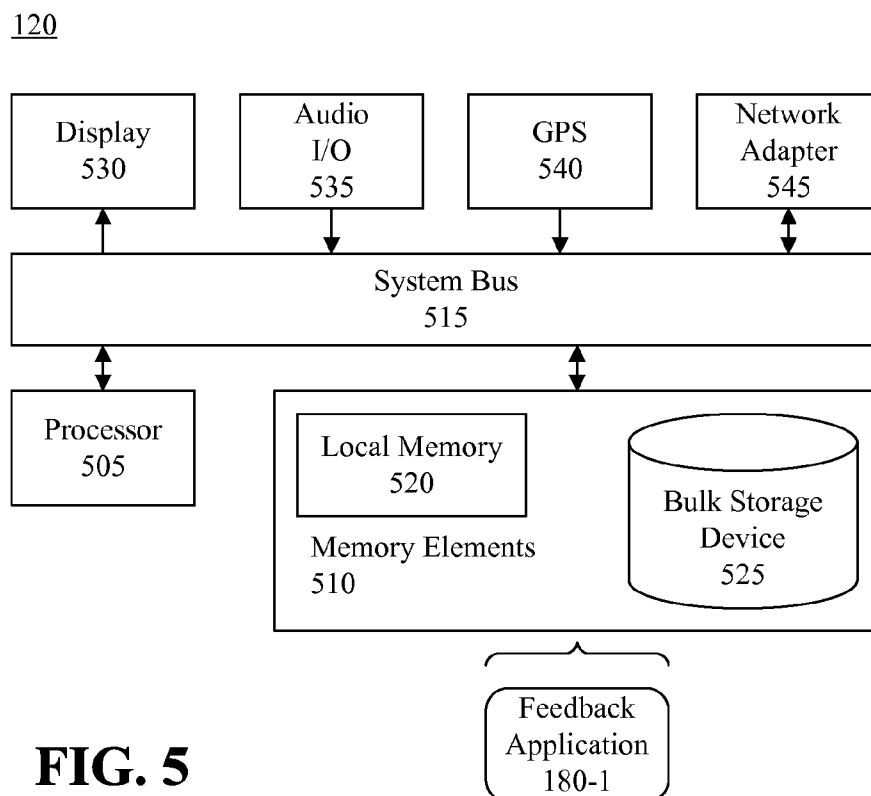 120
Display
530
Audio
I/O
535
GPS
540
Network
Adapter
545
System Bus
515
Processor
505
Local Memory
520
Memory Elements
510
Bulk Storage
Device
525
Feedback
Application
180-1
FIG. 5